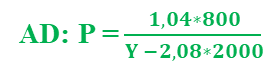 AD: P = 1,04*800 / Y −2,08*2000